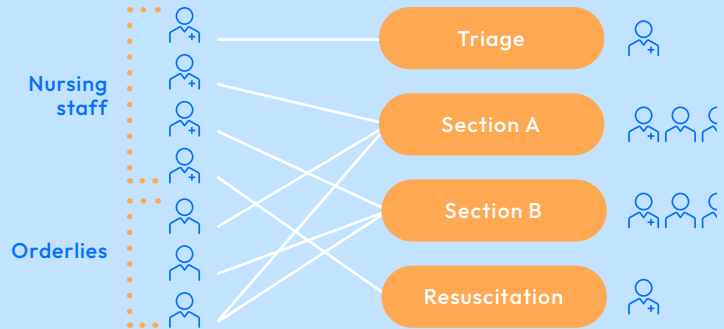 Nursing
staff
Orderlies
Triage
Section A
Section B
Resuscitation